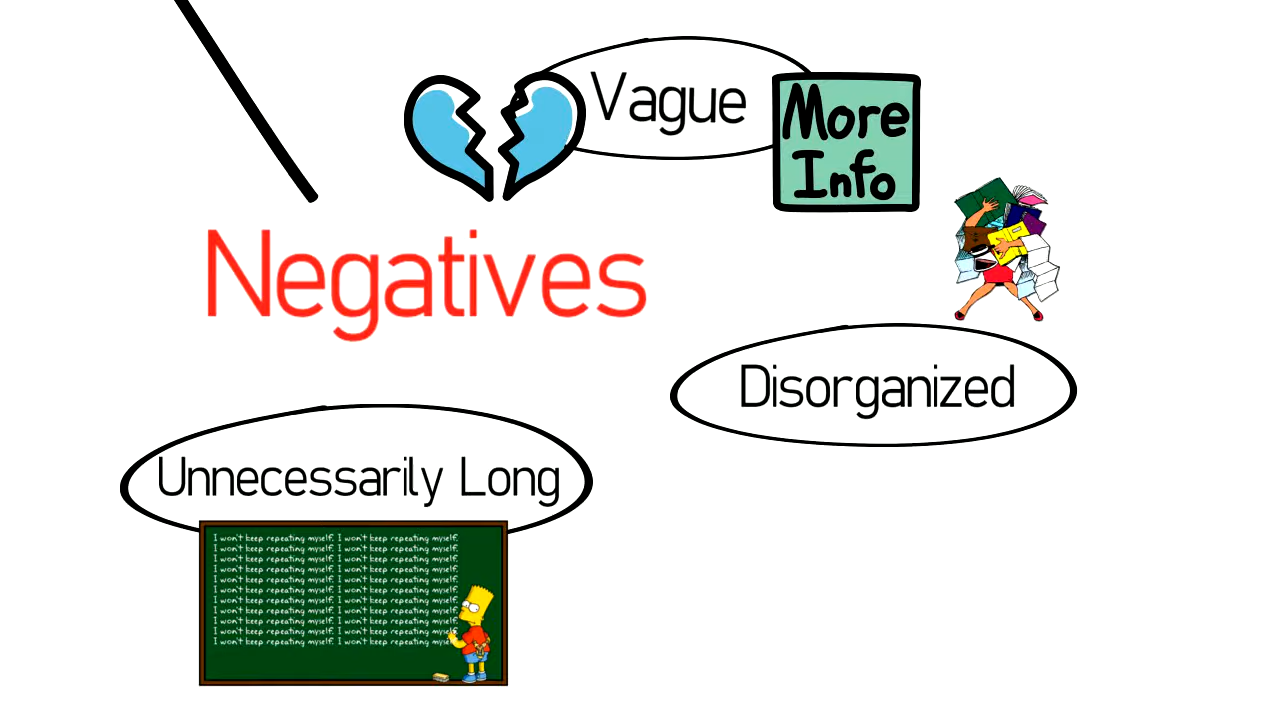 Vague
More
Info
Negatives
Disorganized
Unnecessarily Long
I won't keep repeating myself. I won't keep repeating myself.
I won't keep repeating myself. I won't keep repeating myself.
I won't keep repeating myself. I won't keep repeating myself.
I won't keep repeating myself. I won't keep repeating myself.
I won't keep repeating myself. I won't keep repeating myself.
I won't keep repeating myself. I won't keep repeating myself.
I won't keep repeating myself. I won't keep repeating myself.
I won't keep repeating myself. I won't keep repeating myself.
I won't keep repeating myself. I won't keep repeating myself.
I won't keep repeating myself. I won't keep repeating myself.
I won't keep repeating myself. I won't keep repeating myse